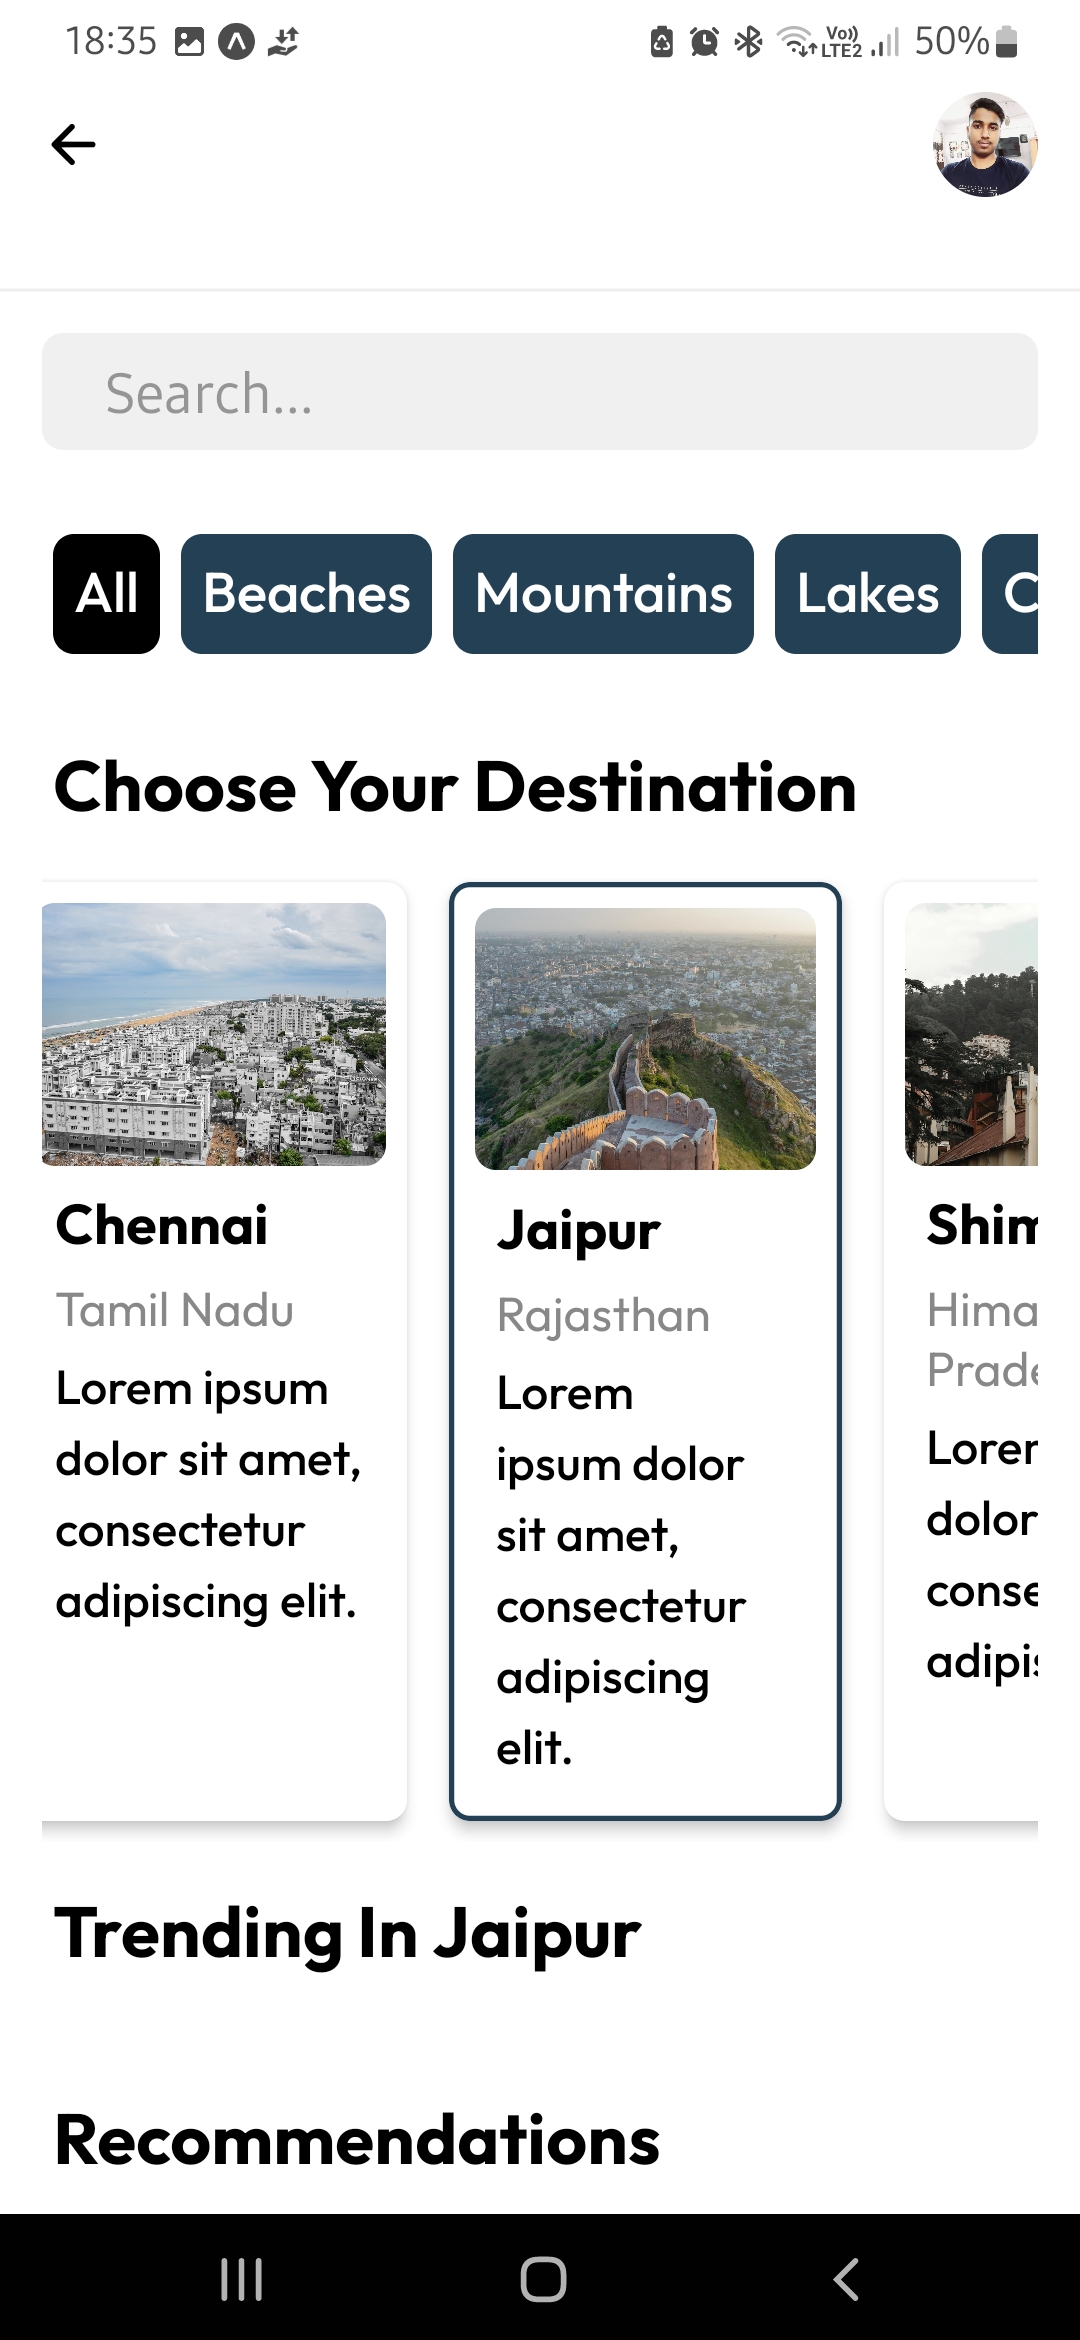 18:35
Vo)) LTE2 50%
Search...
All Beaches Mountains Lakes C
Choose Your Destination
Chennai
Tamil Nadu
Lorem ipsum
dolor sit amet,
consectetur
adipiscing elit.
Jaipur
Rajasthan
Lorem
ipsum dolor
sit amet,
consectetur
adipiscing
elit.
Shim
Hima
Prade
Lorer
dolor
conse
adipis
Trending In Jaipur
Recommendations